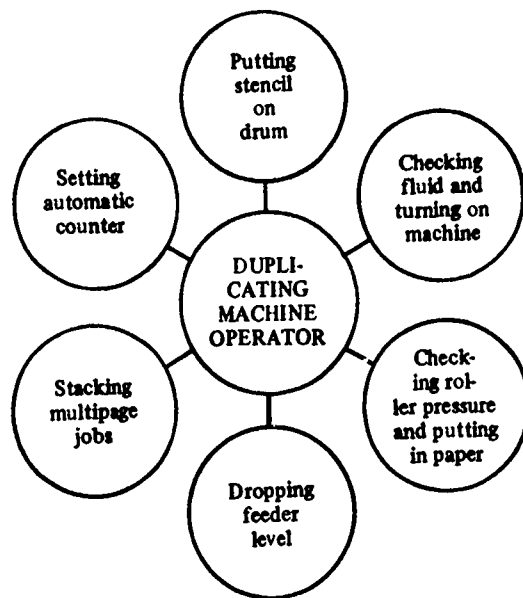 Putting
stencil
on
drum
Checking
fluid and
turning on
machine
Check-
ing rol-
ler pressure
and putting
in paper
Dropping
feeder
level
Stacking
multipage
jobs
Setting
automatic
counter
DUPLI-
CATING
MACHINE
OPERATOR